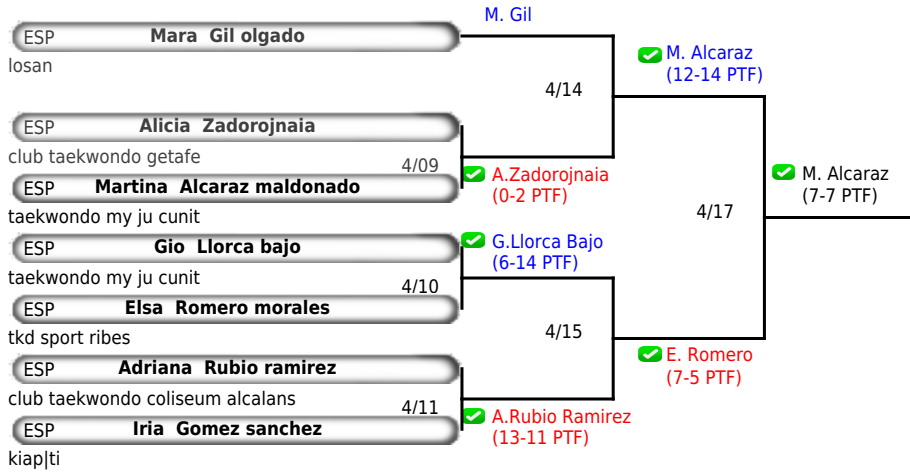 M. Gil
ESP Mara Gil olgado
losan
M. Alcaraz
(12-14 PTF)
4/14
ESP Alicia Zadorojnaia
club taekwondo getafe
4/09
A.Zadorojnaia
(0-2 PTF)
ESP Martina Alcaraz maldonado
taekwondo my ju cunit
M. Alcaraz
(7-7 PTF)
4/17
ESP Gio Llorca bajo
taekwondo my ju cunit
G.Llorca Bajo
(6-14 PTF)
4/10
ESP Elsa Romero morales
tkd sport ribes
4/15
E. Romero
(7-5 PTF)
ESP Adriana Rubio ramirez
club taekwondo coliseum alcalans
4/11
A.Rubio Ramirez
(13-11 PTF)
ESP Iria Gomez sanchez
kiap|ti